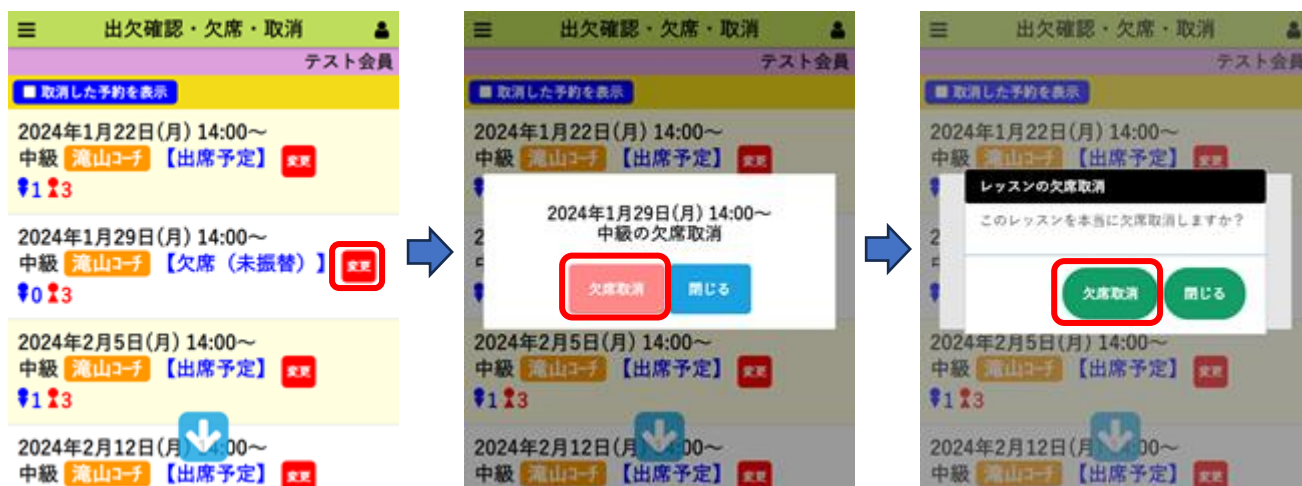 出欠確認・欠席・取消
テスト会員
■ 取消した予約を表示
2024年1月22日(月) 14:00～
中級 滝山コーチ 【出席予定】 変更
1 3
2024年1月29日(月) 14:00～
中級 滝山コーチ 【欠席（未振替）】 変更
0 3
2024年2月5日(月) 14:00～
中級 滝山コーチ 【出席予定】 変更
1 3
2024年2月12日(月) 14:00～
中級 滝山コーチ 【出席予定】 変更
出欠確認・欠席・取消
テスト会員
■ 取消した予約を表示
2024年1月22日(月) 14:00～
中級 滝山コーチ 【出席予定】 変更
2024年1月29日(月) 14:00～
中級の欠席取消
欠席取消 閉じる
2024年2月5日(月) 14:00～
中級 滝山コーチ 【出席予定】 変更
1 3
2024年2月12日(月) 14:00～
中級 滝山コーチ 【出席予定】 変更
出欠確認・欠席・取消
テスト会員
■ 取消した予約を表示
2024年1月22日(月) 14:00～
中級 滝山コーチ 【出席予定】 変更
レッスンの欠席取消
このレッスンを本当に欠席取消しますか？
欠席取消 閉じる
2024年2月5日(月) 14:00～
中級 滝山コーチ 【出席予定】 変更
1 3
2024年2月12日(月) 14:00～
中級 滝山コーチ 【出席予定】 変更